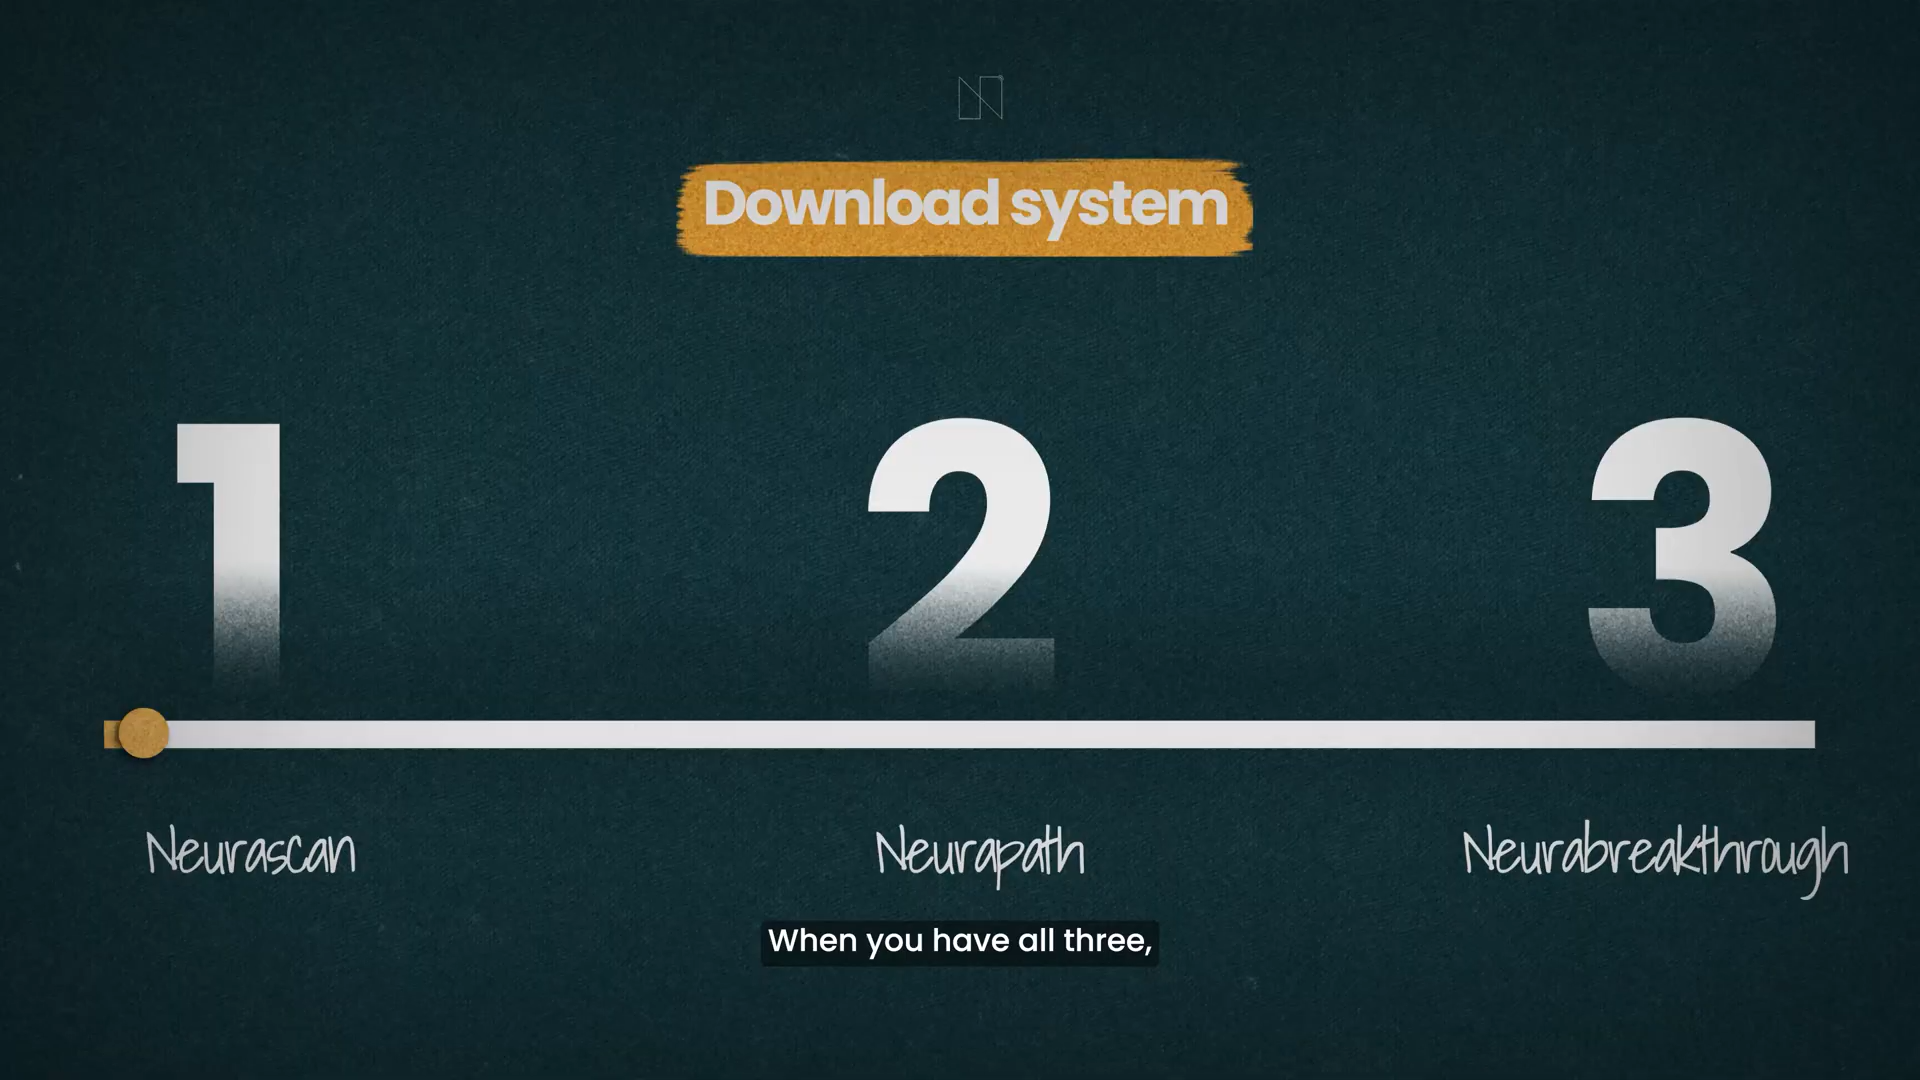 Download system
1
2
3
Neurascan
Neurapath
Neurabreakthrough
When you have all three,